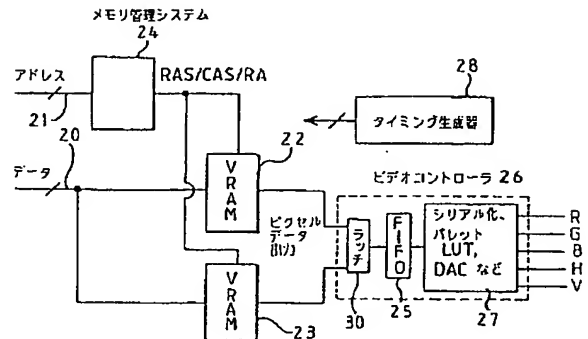 メモリ管理システム
24
アドレス
21
RAS/CAS/RA
28
タイミング生成器
20
データ
VRAM
22
ビデオコントローラ 26
ピクセル
データ
ラッチ
30
FIFO
25
シリアル化、
パレット
LUT,
DAC など
27
R
G
B
H
V
VRAM
23